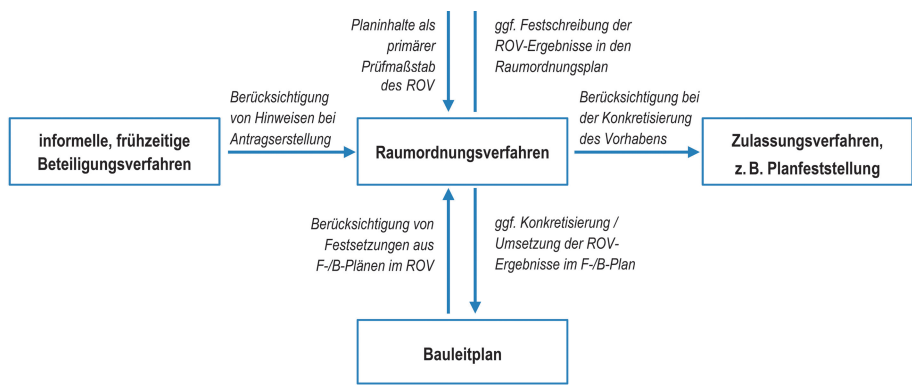 Planinhalte als
primärer
Prüfmaßstab
des ROV
ggf. Festschreibung der
ROV-Ergebnisse in den
Raumordnungsplan
Berücksichtigung
von Hinweisen bei
Antragserstellung
Berücksichtigung bei
der Konkretisierung
des Vorhabens
informelle, frühzeitige
Beteiligungsverfahren
Raumordnungsverfahren
Zulassungsverfahren,
z. B. Planfeststellung
Berücksichtigung von
Festsetzungen aus
F-/B-Plänen im ROV
ggf. Konkretisierung /
Umsetzung der ROV-
Ergebnisse im F-/B-Plan
Bauleitplan